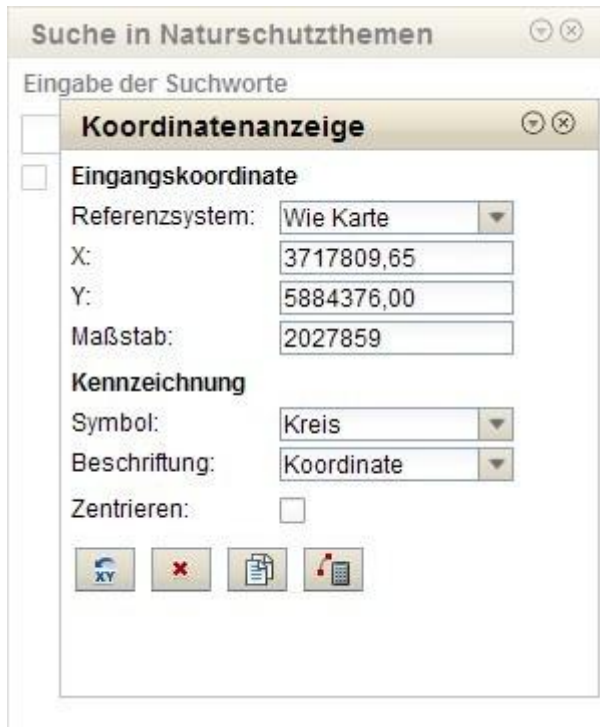 Suche in Naturschutzthemen
Eingabe der Suchworte
Koordinatenanzeige
Eingangskoordinate
Referenzsystem: Wie Karte
X: 3717809,65
Y: 5884376,00
Maßstab: 2027859
Kennzeichnung
Symbol: Kreis
Beschriftung: Koordinate
Zentrieren:
XY